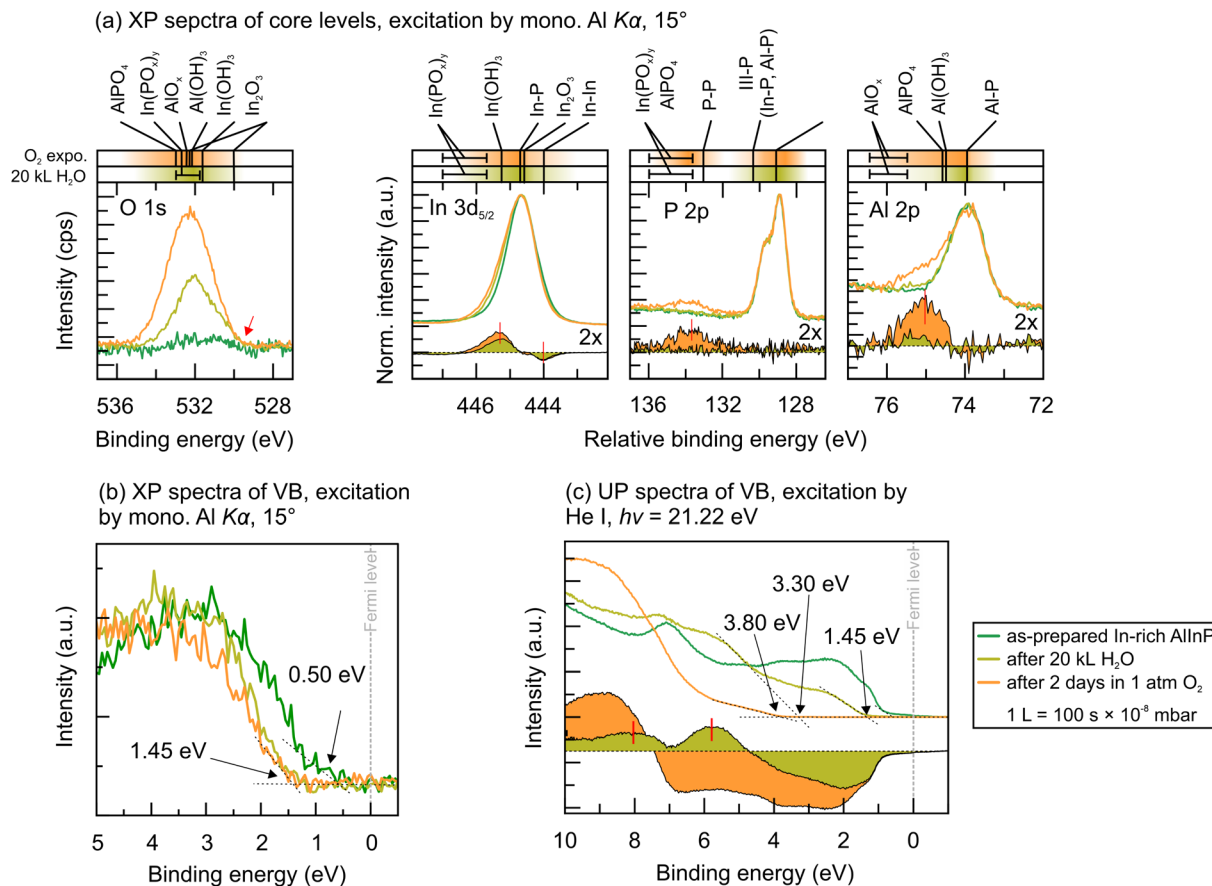 (a) XP sepctra of core levels, excitation by mono. Al Kα, 15°
AlPO4
In(POx)y
AlOx
Al(OH)3
In(OH)3
In2O3
In(POx)y
In(OH)3
In-P
In2O3
In-In
In(POx)y
AlPO4
P-P
III-P
(In-P, Al-P)
AlOx
AlPO4
Al(OH)3
Al-P
O2 expo.
20 kL H2O
O 1s
In 3d5/2
P 2p
Al 2p
Intensity (cps)
Norm. intensity (a.u.)
2x
2x
2x
536 532 528
446 444
136 132 128
76 74 72
Binding energy (eV)
Relative binding energy (eV)
(b) XP spectra of VB, excitation
by mono. Al Kα, 15°
Intensity (a.u.)
Fermi level
0.50 eV
1.45 eV
5 4 3 2 1 0
Binding energy (eV)
(c) UP spectra of VB, excitation by
He I, hν = 21.22 eV
Intensity (a.u.)
Fermi level
3.30 eV
3.80 eV
1.45 eV
10 8 6 4 2 0
Binding energy (eV)
as-prepared In-rich AlInP
after 20 kL H2O
after 2 days in 1 atm O2
1 L = 100 s × 10-8 mbar